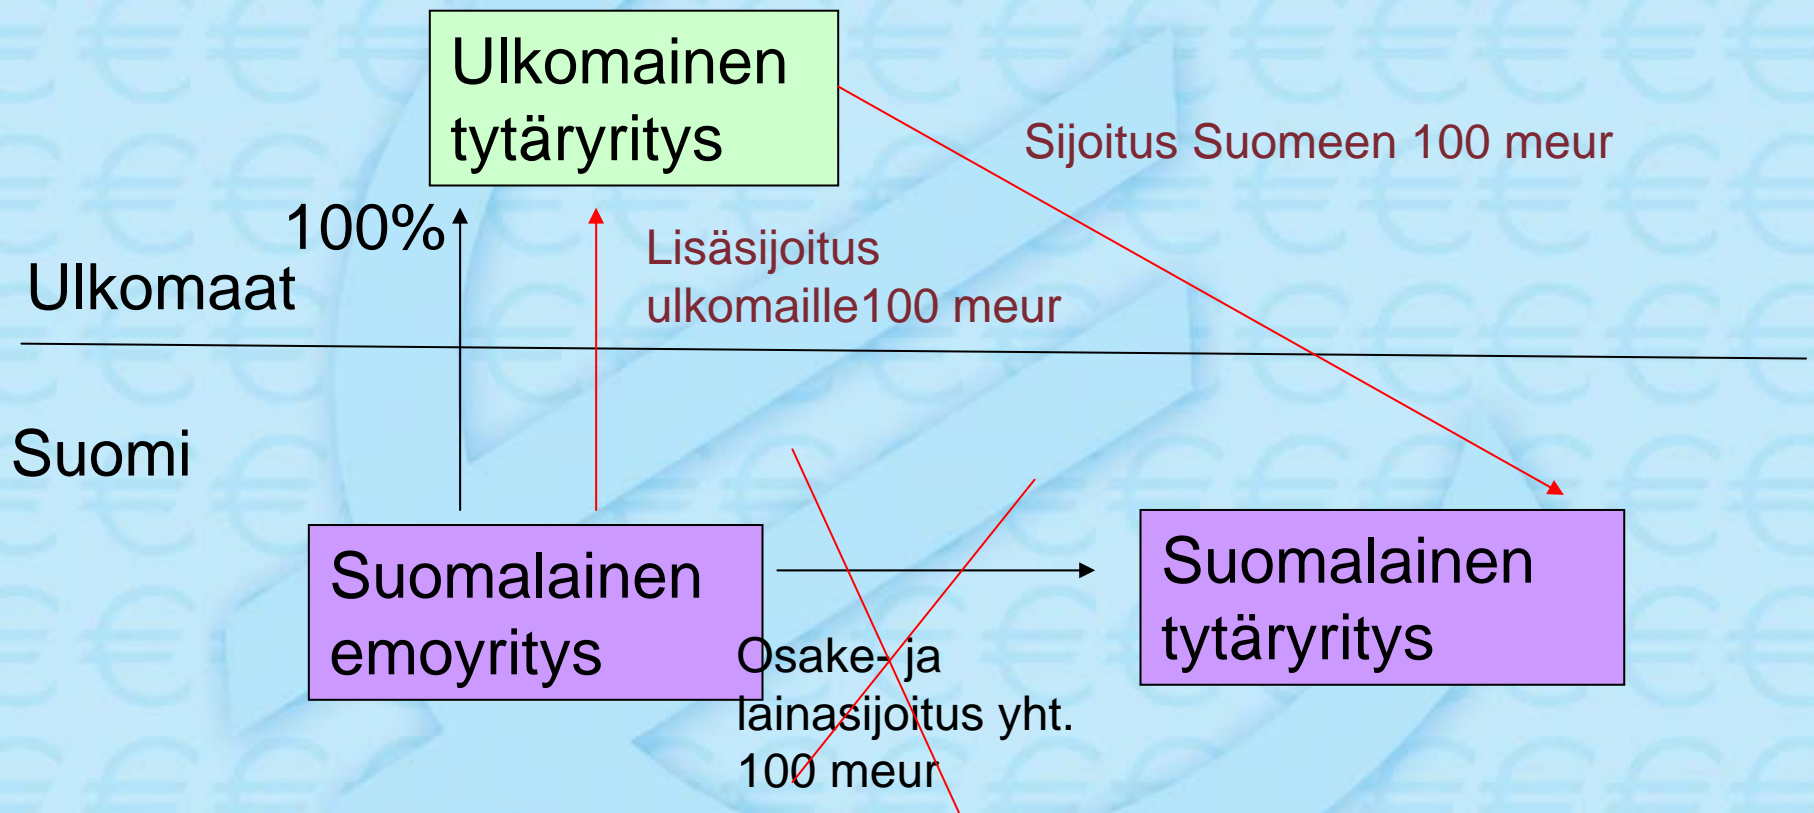 Ulkomainen
tytäryritys
Sijoitus Suomeen 100 meur
100%
Lisäsijoitus
ulkomaille100 meur
Ulkomaat
Suomi
Suomalainen
emoyritys
Osake- ja
lainasijoitus yht.
100 meur
Suomalainen
tytäryritys